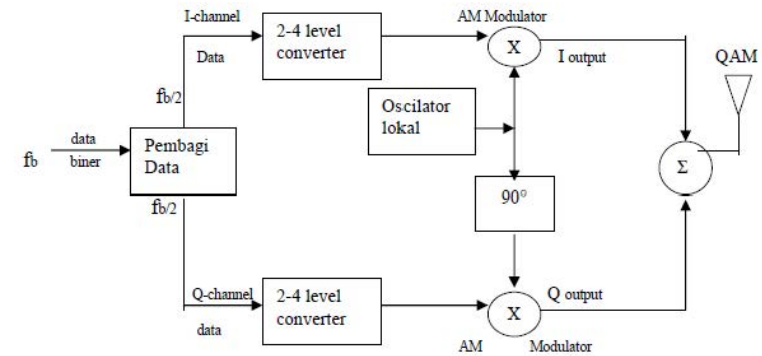 I-channel
Data
2-4 level
converter
AM Modulator
X
I output
QAM
fb/2
Oscilator
lokal
fb
data
biner
Pembagi
Data
Σ
fb/2
90°
Q-channel
data
2-4 level
converter
X
Q output
AM Modulator